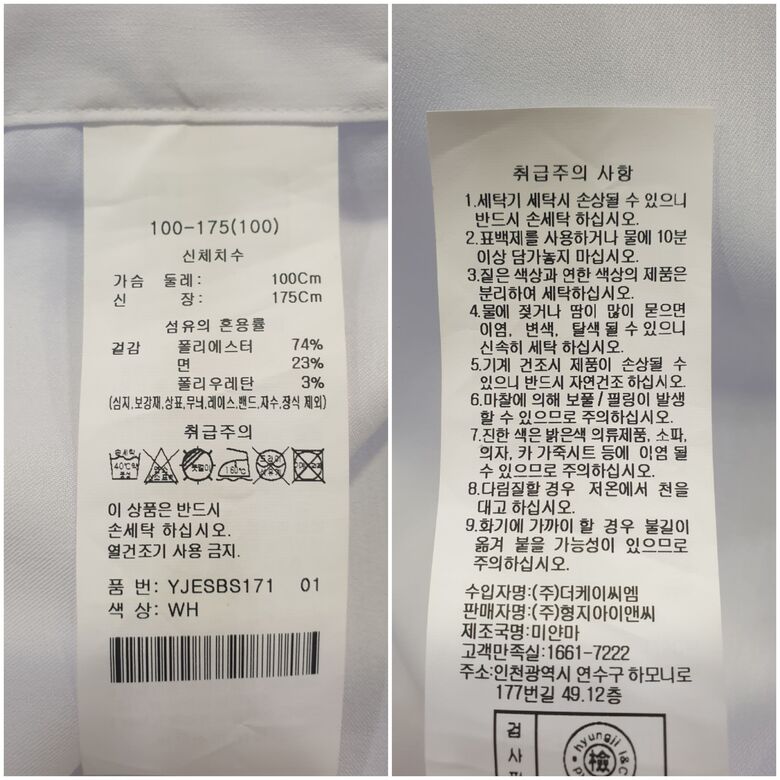 100-175(100)
신체치수
가슴 둘레: 100Cm
신 장: 175Cm
섬유의 혼용률
겉감 폴리에스터 74%
면 23%
폴리우레탄 3%
(심지,보강재,상표,무늬,레이스,밴드,자수,장식 제외)
취급주의
손세탁
40℃약
중성
옷걸이
160℃
드라이
이 상품은 반드시
손세탁 하십시오.
열건조기 사용 금지.
품 번: YJESBS171 01
색 상: WH
취급주의 사항
1.세탁기 세탁시 손상될 수 있으니
반드시 손세탁 하십시오.
2.표백제를 사용하거나 물에 10분
이상 담가놓지 마십시오.
3.짙은 색상과 연한 색상의 제품은
분리하여 세탁하십시오.
4.물에 젖거나 땀이 많이 묻으면
이염, 변색, 탈색 될 수 있으니
신속히 세탁 하십시오.
5.기계 건조시 제품이 손상될 수
있으니 반드시 자연건조 하십시오.
6.마찰에 의해 보풀/필링이 발생
할 수 있으므로 주의하십시오.
7.진한 색은 밝은색 의류제품, 소파,
의자, 카 가죽시트 등에 이염 될
수 있으므로 주의하십시오.
8.다림질할 경우 저온에서 천을
대고 하십시오.
9.화기에 가까이 할 경우 불길이
옮겨 붙을 가능성이 있으므로
주의하십시오.
수입자명:(주)더케이씨엠
판매자명:(주)형지아이앤씨
제조국명:미얀마
고객만족실:1661-7222
주소:인천광역시 연수구 하모니로
177번길 49.12층
검
사
hyungji I&C
檢